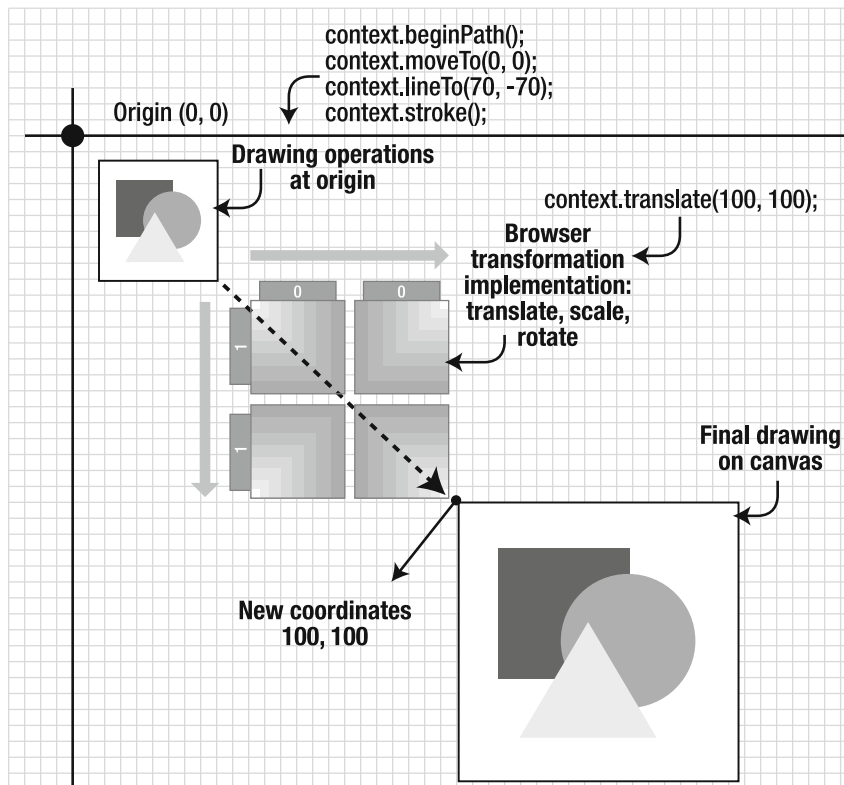 context.beginPath();
context.moveTo(0, 0);
context.lineTo(70, -70);
context.stroke();
Origin (0, 0)
Drawing operations
at origin
context.translate(100, 100);
Browser
transformation
implementation:
translate, scale,
rotate
0
0
1
1
Final drawing
on canvas
New coordinates
100, 100